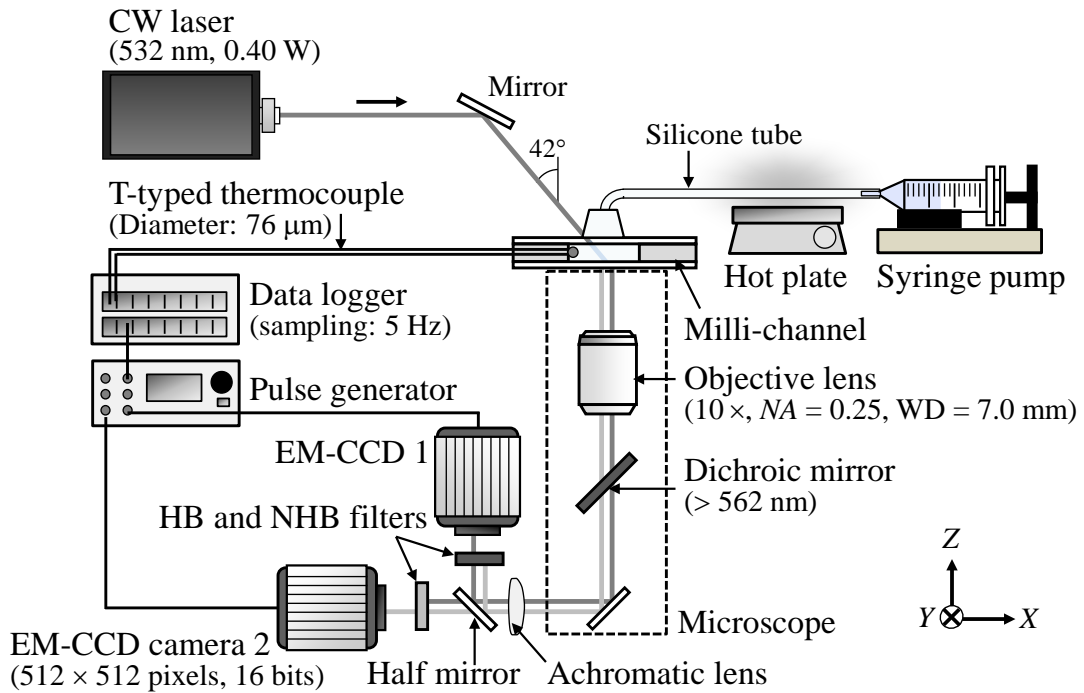 CW laser
(532 nm, 0.40 W)
Mirror
Silicone tube
42°
T-typed thermocouple
(Diameter: 76 μm)
Hot plate
Syringe pump
Data logger
(sampling: 5 Hz)
Milli-channel
Pulse generator
Objective lens
(10 ×, NA = 0.25, WD = 7.0 mm)
EM-CCD 1
Dichroic mirror
(> 562 nm)
HB and NHB filters
Z
Y
X
Microscope
EM-CCD camera 2
(512 × 512 pixels, 16 bits)
Half mirror
Achromatic lens